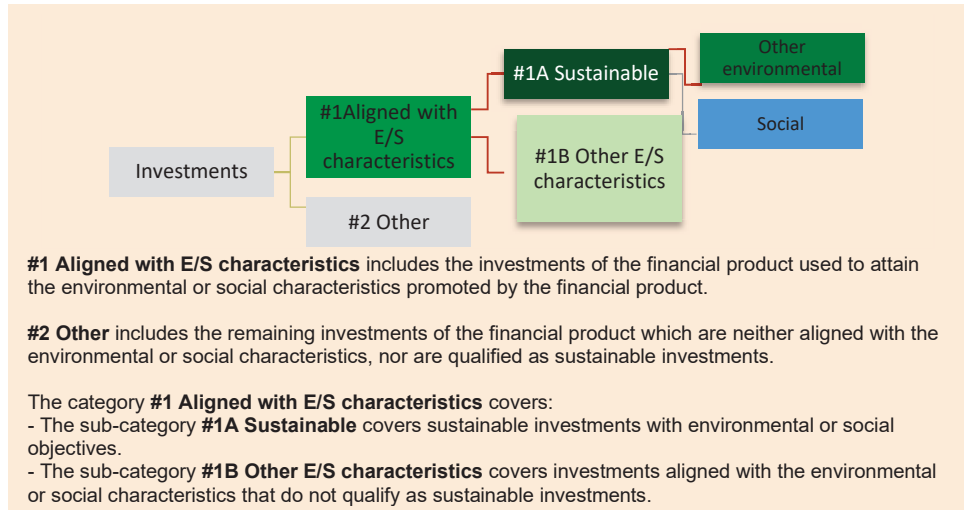 Other
environmental
#1A Sustainable
#1Aligned with
E/S
characteristics
Social
#1B Other E/S
characteristics
Investments
#2 Other
#1 Aligned with E/S characteristics includes the investments of the financial product used to attain
the environmental or social characteristics promoted by the financial product.
#2 Other includes the remaining investments of the financial product which are neither aligned with the
environmental or social characteristics, nor are qualified as sustainable investments.
The category #1 Aligned with E/S characteristics covers:
- The sub-category #1A Sustainable covers sustainable investments with environmental or social
objectives.
- The sub-category #1B Other E/S characteristics covers investments aligned with the environmental
or social characteristics that do not qualify as sustainable investments.